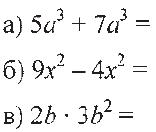 а) 5a³ + 7a³ =
б) 9x² – 4x² =
в) 2b · 3b² =